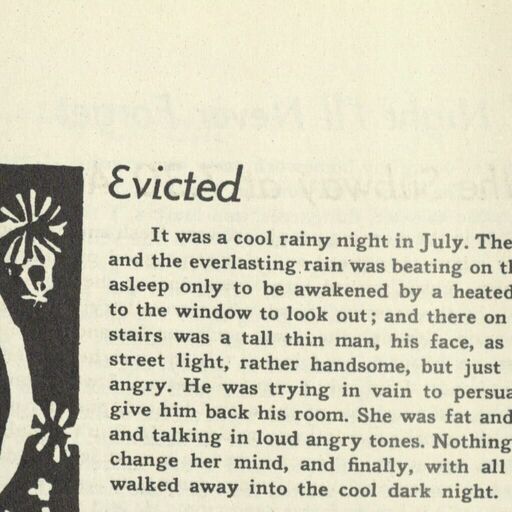 Evicted
It was a cool rainy night in July. The
and the everlasting rain was beating on th
asleep only to be awakened by a heated
to the window to look out; and there on
stairs was a tall thin man, his face, as
street light, rather handsome, but just
angry. He was trying in vain to persua
give him back his room. She was fat and
and talking in loud angry tones. Nothing
change her mind, and finally, with all
walked away into the cool dark night.